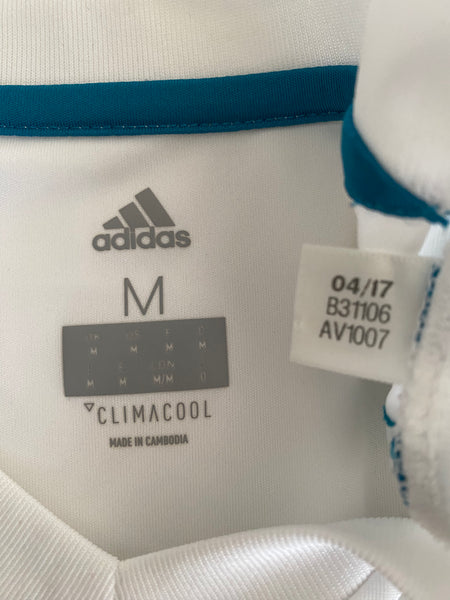 adidas
M
M M M M
M M M/M O
CLIMACOOL
MADE IN CAMBODIA
04/17
B31106
AV1007